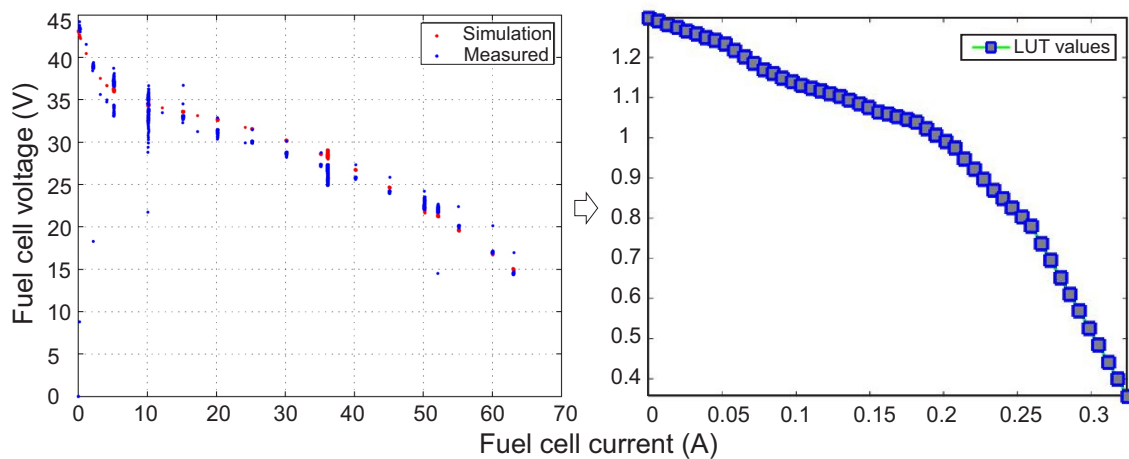 Fuel cell voltage (V)
45
40
35
30
25
20
15
10
5
0
0 10 20 30 40 50 60 70
Simulation
Measured
1.2
1.1
1
0.9
0.8
0.7
0.6
0.5
0.4
0 0.05 0.1 0.15 0.2 0.25 0.3
LUT values
Fuel cell current (A)